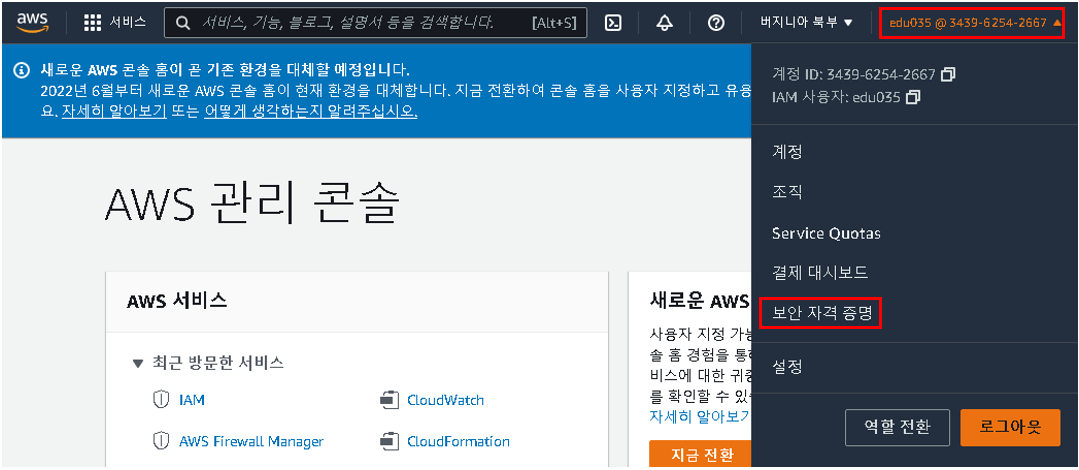 aws
서비스
서비스, 기능, 블로그, 설명서 등을 검색합니다.
[Alt+S]
버지니아 북부 ▼
edu035 @ 3439-6254-2667 ▲
새로운 AWS 콘솔 홈이 곧 기존 환경을 대체할 예정입니다.
2022년 6월부터 새로운 AWS 콘솔 홈이 현재 환경을 대체합니다. 지금 전환하여 콘솔 홈을 사용자 지정하고 유용
요. 자세히 알아보기 또는 어떻게 생각하는지 알려주십시오.
계정 ID: 3439-6254-2667
IAM 사용자: edu035
계정
조직
Service Quotas
결제 대시보드
보안 자격 증명
설정
역할 전환
로그아웃
AWS 관리 콘솔
AWS 서비스
▼ 최근 방문한 서비스
IAM
CloudWatch
AWS Firewall Manager
CloudFormation
새로운 AWS
사용자 지정 가능
솔 홈 경험을 통해
비스에 대한 귀중
를 확인할 수 있
자세히 알아보기
지금 전환